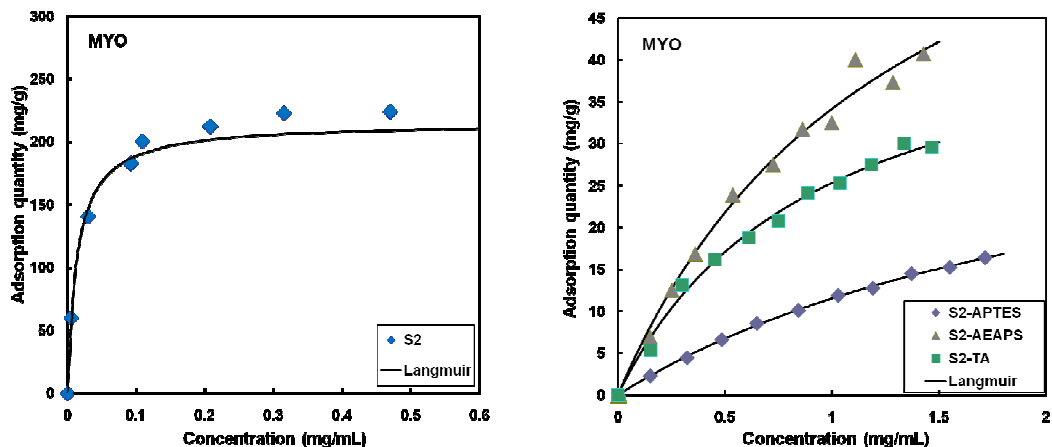 MYO
Adsorption quantity (mg/g)
300
250
200
150
100
50
0
0
0.1
0.2
0.3
0.4
0.5
0.6
Concentration (mg/mL)
S2
Langmuir
MYO
Adsorption quantity (mg/g)
45
40
35
30
25
20
15
10
5
0
0
0.5
1
1.5
2
Concentration (mg/mL)
S2-APTES
S2-AEAPS
S2-TA
Langmuir